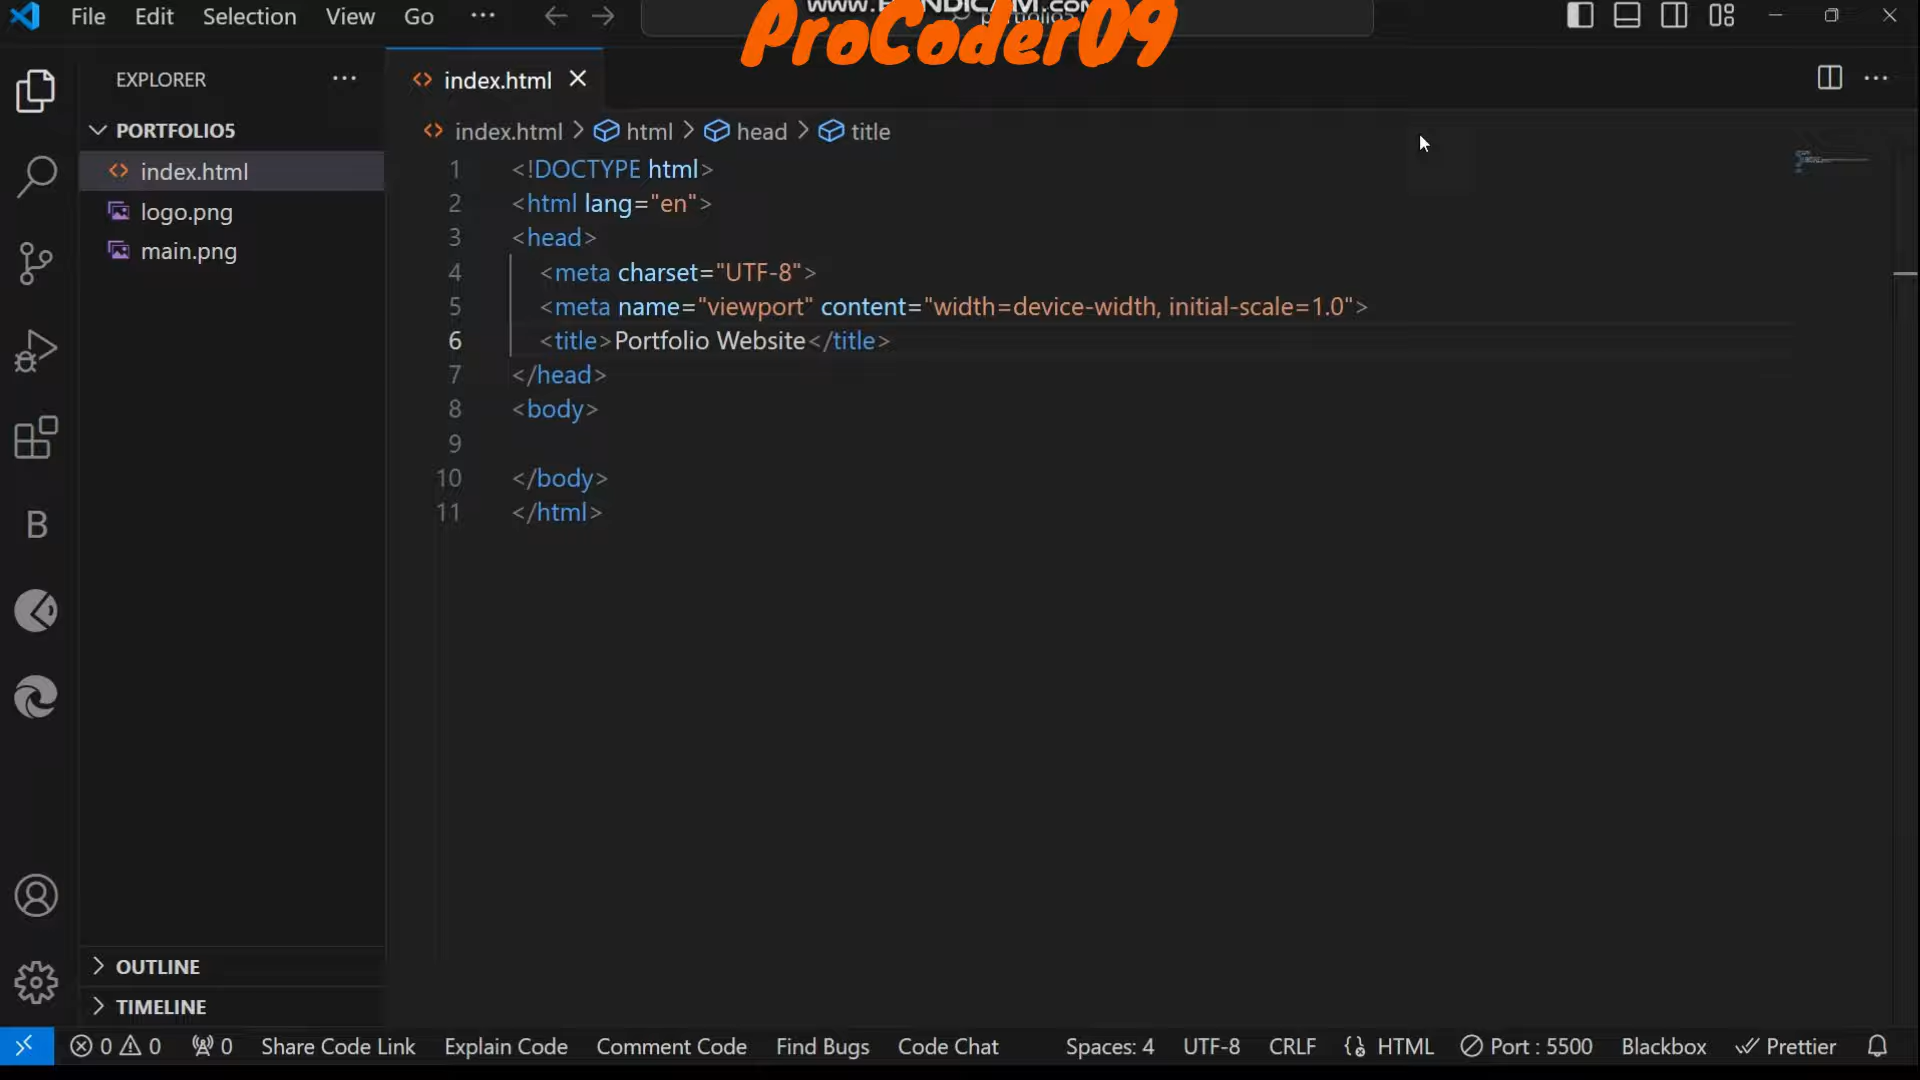 File Edit Selection View Go ...
ProCoder09
EXPLORER ...
index.html
PORTFOLIO5
index.html
logo.png
main.png
index.html > html > head > title
1 <!DOCTYPE html>
2 <html lang="en">
3 <head>
4 <meta charset="UTF-8">
5 <meta name="viewport" content="width=device-width, initial-scale=1.0">
6 <title>Portfolio Website</title>
7 </head>
8 <body>
9
10 </body>
11 </html>
B
OUTLINE
TIMELINE
0 0 0 Share Code Link Explain Code Comment Code Find Bugs Code Chat Spaces: 4 UTF-8 CRLF HTML Port : 5500 Blackbox Prettier